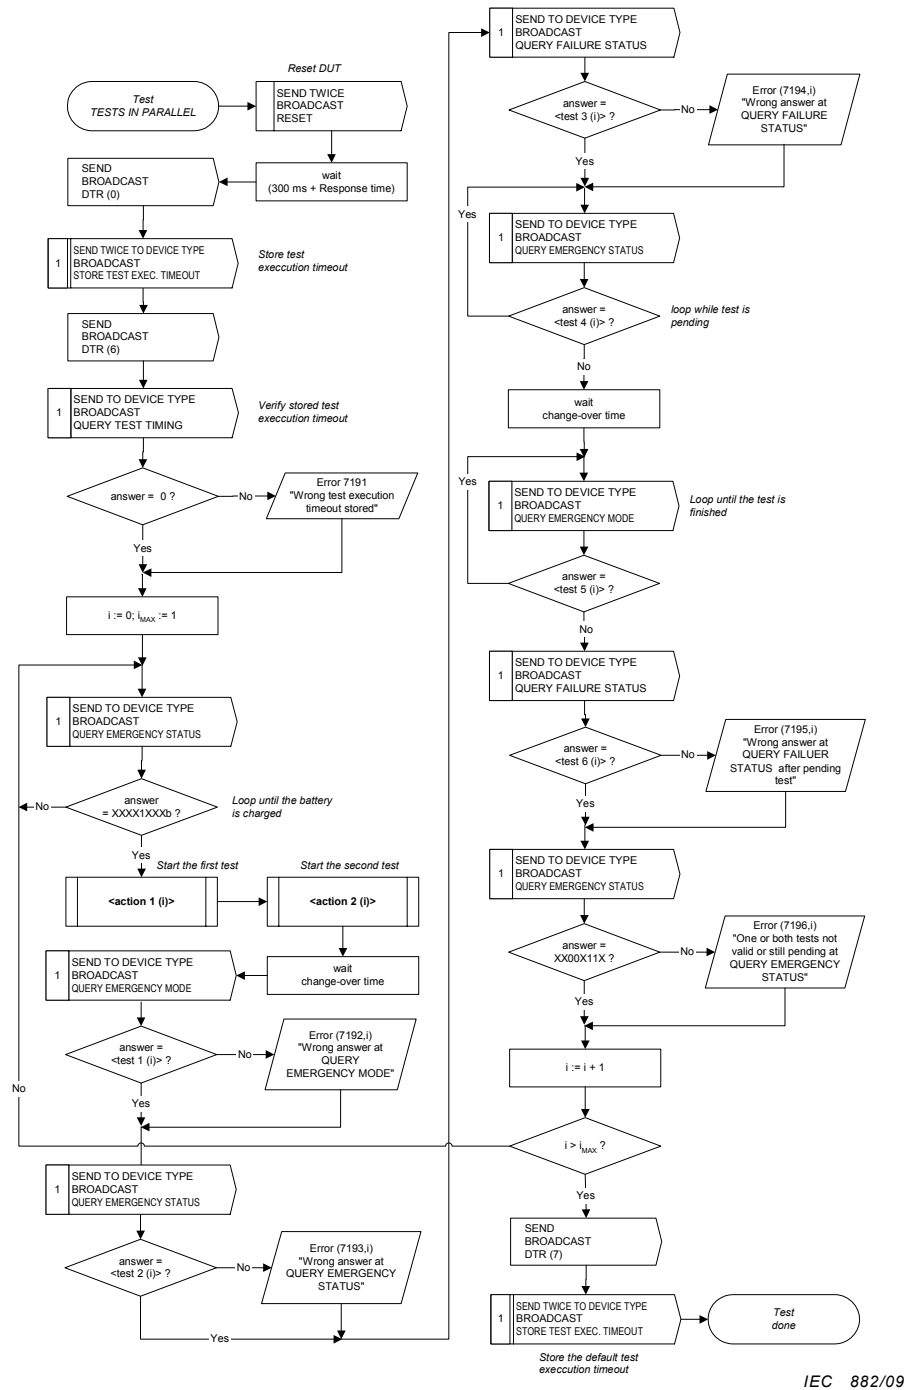 Test
TESTS IN PARALLEL
Reset DUT
SEND TWICE
BROADCAST
RESET
wait
(300 ms + Response time)
SEND
BROADCAST
DTR (0)
1
SEND TWICE TO DEVICE TYPE
BROADCAST
STORE TEST EXEC. TIMEOUT
Store test
execcution timeout
SEND
BROADCAST
DTR (6)
1
SEND TO DEVICE TYPE
BROADCAST
QUERY TEST TIMING
Verify stored test
execcution timeout
answer = 0 ?
No
Error 7191
"Wrong test execution
timeout stored"
Yes
i := 0; iMAX := 1
1
SEND TO DEVICE TYPE
BROADCAST
QUERY EMERGENCY STATUS
answer
= XXXX1XXXb ?
No
Loop until the battery
is charged
Yes
Start the first test
Start the second test
<action 1 (i)>
<action 2 (i)>
wait
change-over time
1
SEND TO DEVICE TYPE
BROADCAST
QUERY EMERGENCY MODE
answer =
<test 1 (i)> ?
No
Error (7192,i)
"Wrong answer at
QUERY
EMERGENCY MODE"
No
Yes
1
SEND TO DEVICE TYPE
BROADCAST
QUERY EMERGENCY STATUS
answer =
<test 2 (i)> ?
No
Error (7193,i)
"Wrong answer at
QUERY EMERGENCY
STATUS"
Yes
1
SEND TO DEVICE TYPE
BROADCAST
QUERY FAILURE STATUS
answer =
<test 3 (i)> ?
No
Error (7194,i)
"Wrong answer at
QUERY FAILURE
STATUS"
Yes
Yes
1
SEND TO DEVICE TYPE
BROADCAST
QUERY EMERGENCY STATUS
answer =
<test 4 (i)> ?
loop while test is
pending
No
wait
change-over time
Yes
1
SEND TO DEVICE TYPE
BROADCAST
QUERY EMERGENCY MODE
Loop until the test is
finished
answer =
<test 5 (i)> ?
No
1
SEND TO DEVICE TYPE
BROADCAST
QUERY FAILURE STATUS
answer =
<test 6 (i)> ?
No
Error (7195,i)
"Wrong answer at
QUERY FAILUER
STATUS after pending
test"
Yes
1
SEND TO DEVICE TYPE
BROADCAST
QUERY EMERGENCY STATUS
answer =
XX00X11X ?
No
Error (7196,i)
"One or both tests not
valid or still pending at
QUERY EMERGENCY
STATUS"
Yes
i := i + 1
i > iMAX ?
Yes
SEND
BROADCAST
DTR (7)
1
SEND TWICE TO DEVICE TYPE
BROADCAST
STORE TEST EXEC. TIMEOUT
Test
done
Store the default test
execcution timeout
IEC 882/09